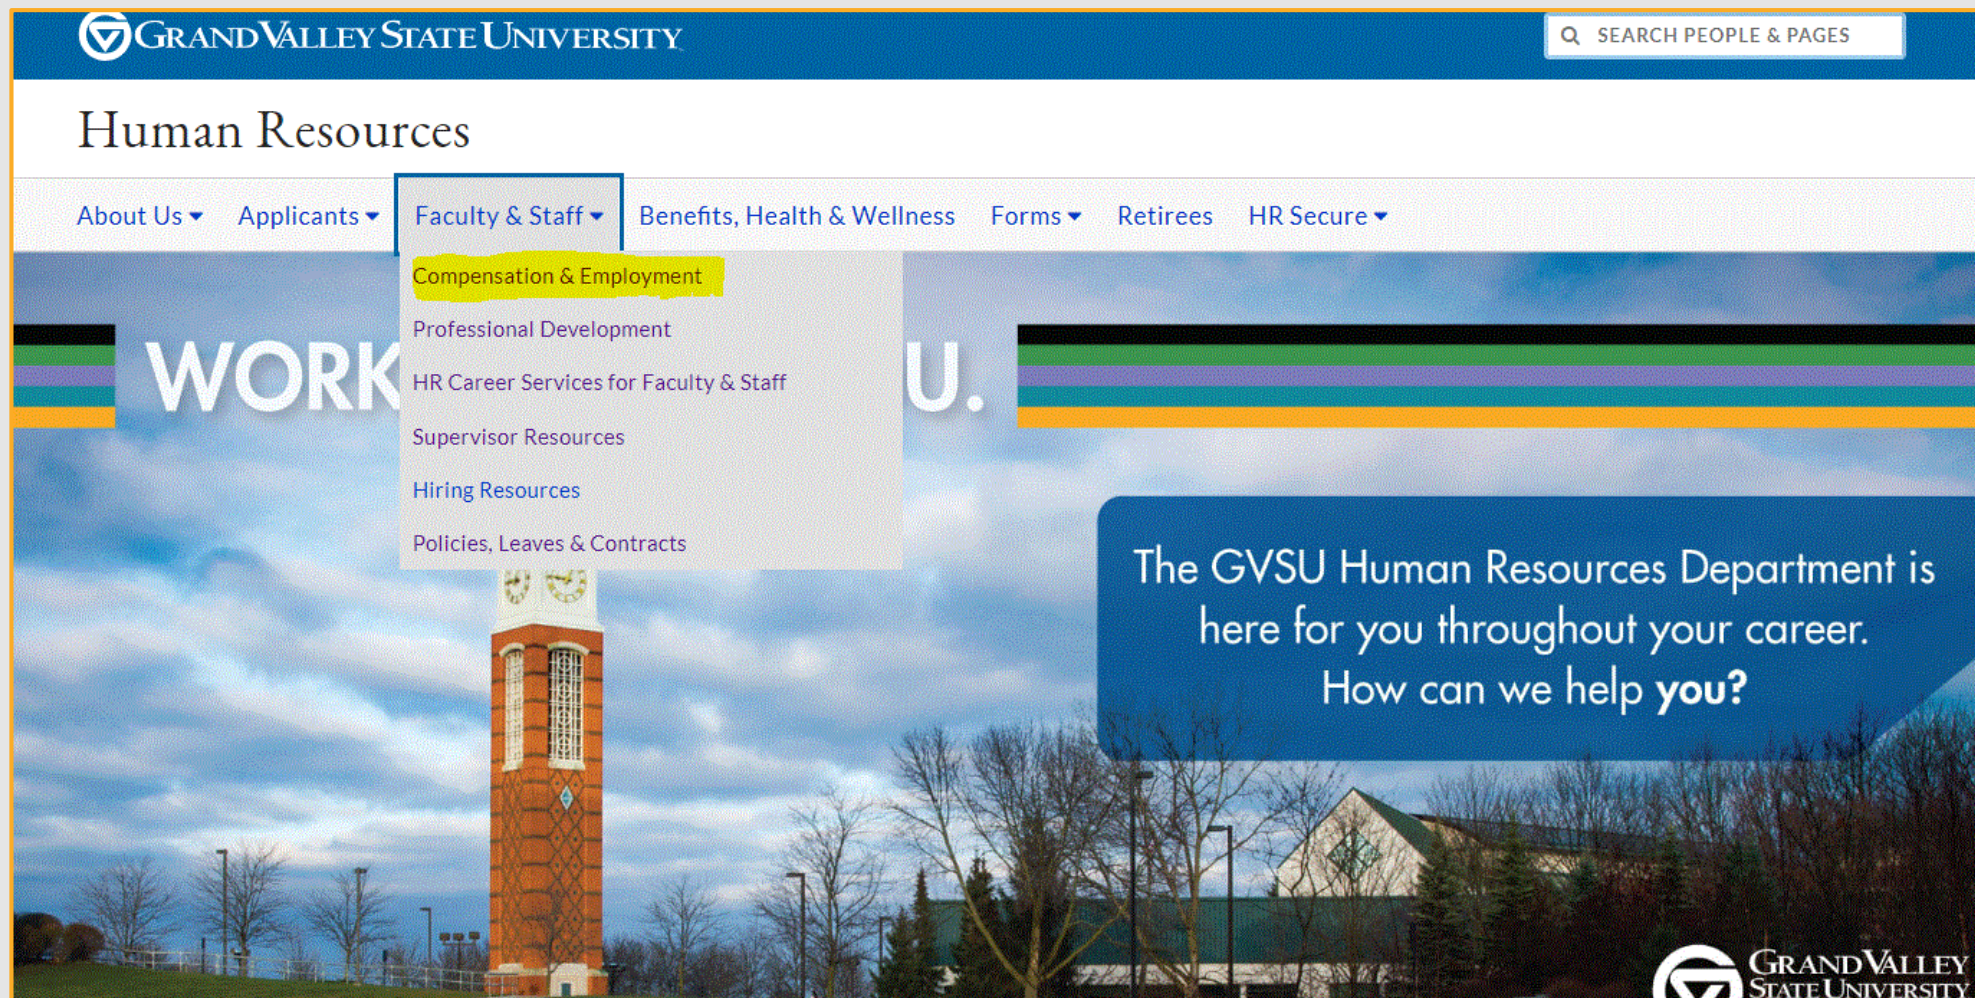 GRAND VALLEY STATE UNIVERSITY
SEARCH PEOPLE & PAGES
Human Resources
About Us Applicants Faculty & Staff Benefits, Health & Wellness Forms Retirees HR Secure
Compensation & Employment
Professional Development
HR Career Services for Faculty & Staff
Supervisor Resources
Hiring Resources
Policies, Leaves & Contracts
WORK U.
The GVSU Human Resources Department is
here for you throughout your career.
How can we help you?
GRAND VALLEY
STATE UNIVERSITY